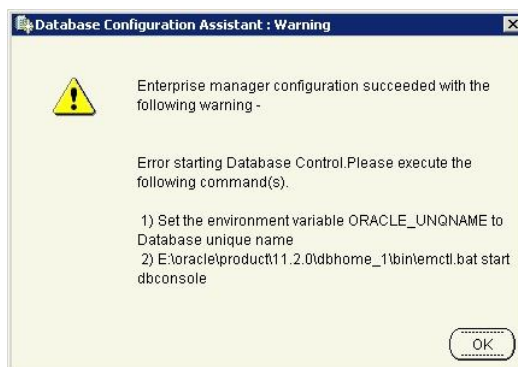 Database Configuration Assistant : Warning
Enterprise manager configuration succeeded with the
following warning -
Error starting Database Control.Please execute the
following command(s).
1) Set the environment variable ORACLE_UNQNAME to
Database unique name
2) E:\oracle\product\11.2.0\dbhome_1\bin\emctl.bat start
dbconsole
OK